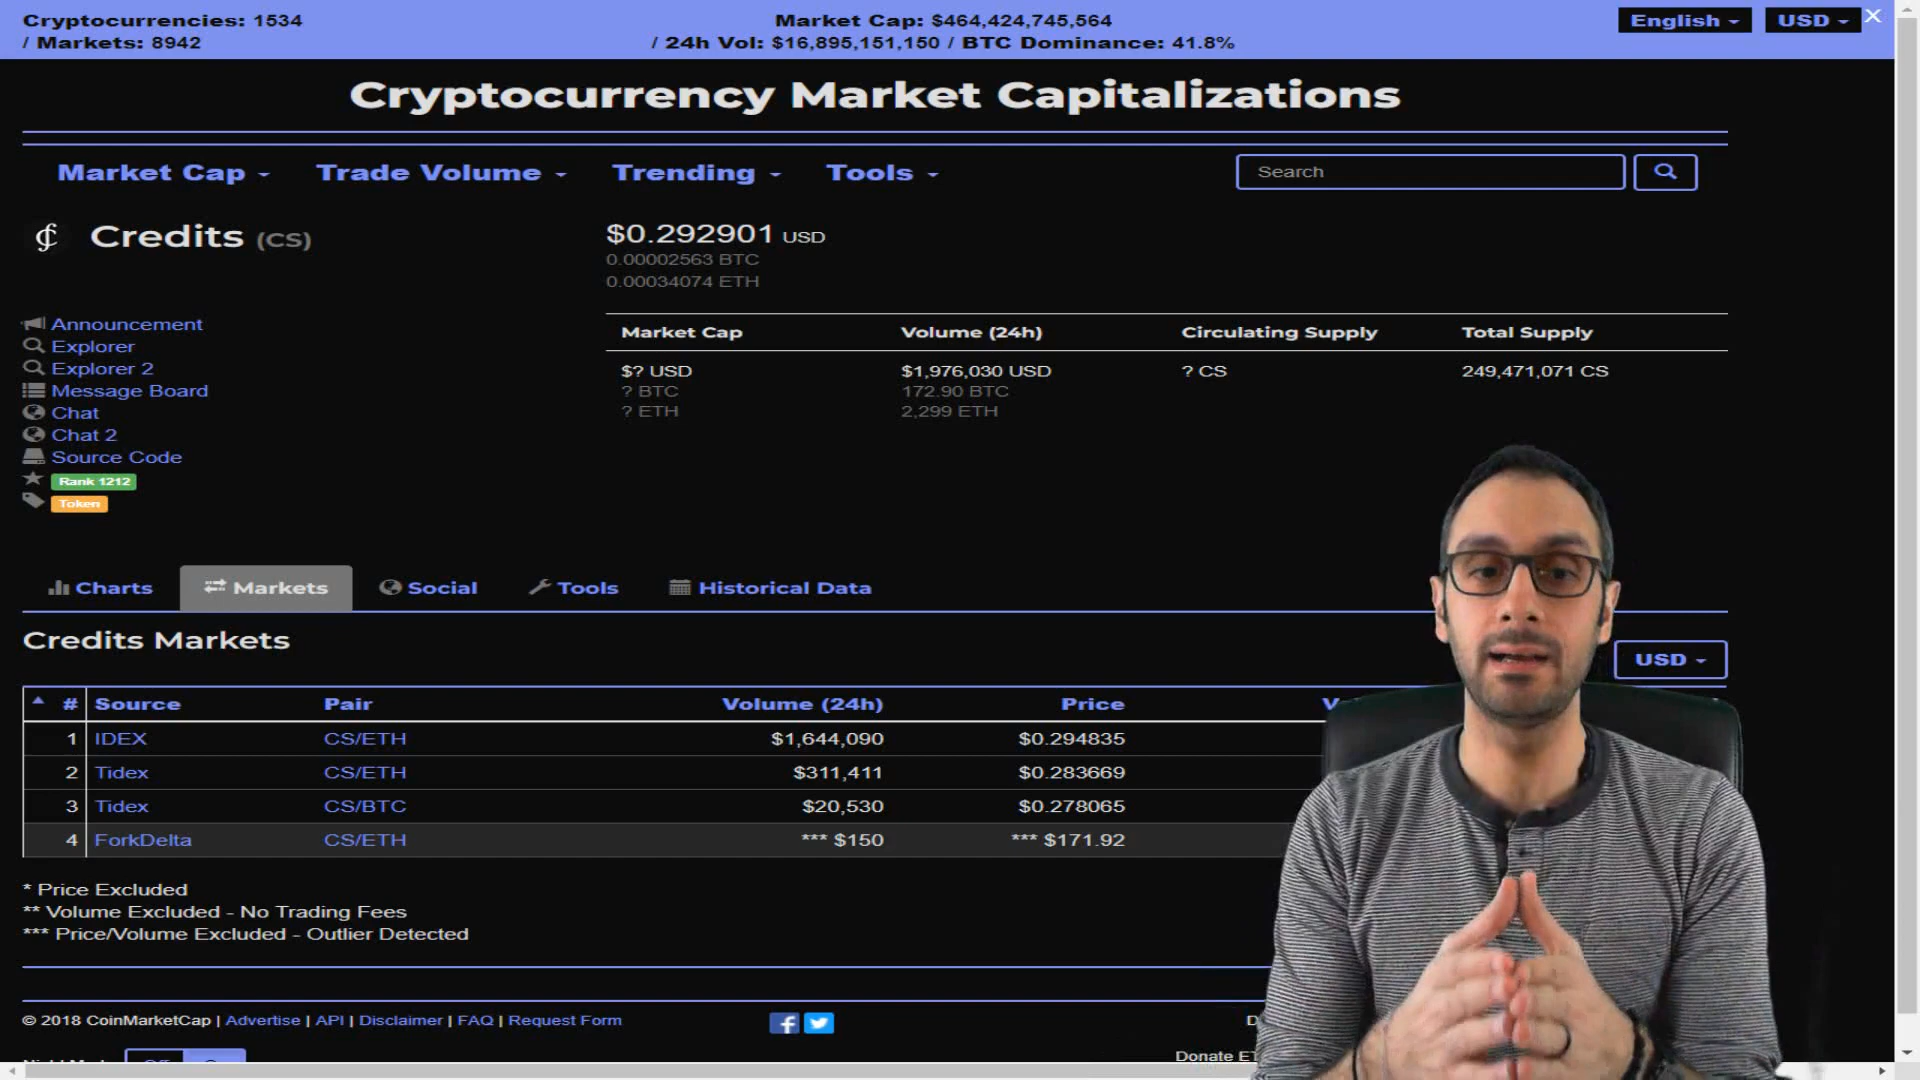 Cryptocurrencies: 1534
/ Markets: 8942
Market Cap: $464,424,745,564
/ 24h Vol: $16,895,151,150 / BTC Dominance: 41.8%
English
USD
Cryptocurrency Market Capitalizations
Market Cap
Trade Volume
Trending
Tools
Search
Credits (CS)
$0.292901 USD
0.00002563 BTC
0.00034074 ETH
Announcement
Explorer
Explorer 2
Message Board
Chat
Chat 2
Source Code
Rank 1212
Token
Market Cap Volume (24h) Circulating Supply Total Supply
$? USD $1,976,030 USD ? CS 249,471,071 CS
? BTC 172.90 BTC
? ETH 2,299 ETH
Charts Markets Social Tools Historical Data
Credits Markets
USD
# Source Pair Volume (24h) Price
1 IDEX CS/ETH $1,644,090 $0.294835
2 Tidex CS/ETH $311,411 $0.283669
3 Tidex CS/BTC $20,530 $0.278065
4 ForkDelta CS/ETH *** $150 *** $171.92
* Price Excluded
** Volume Excluded - No Trading Fees
*** Price/Volume Excluded - Outlier Detected
© 2018 CoinMarketCap | Advertise | API | Disclaimer | FAQ | Request Form
Donate